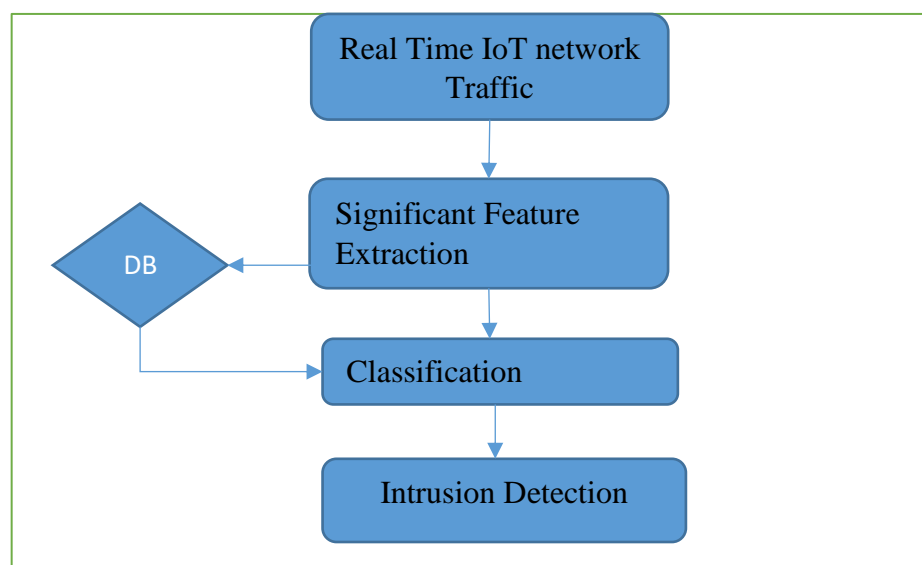 Real Time IoT network
Traffic
Significant Feature
Extraction
DB
Classification
Intrusion Detection